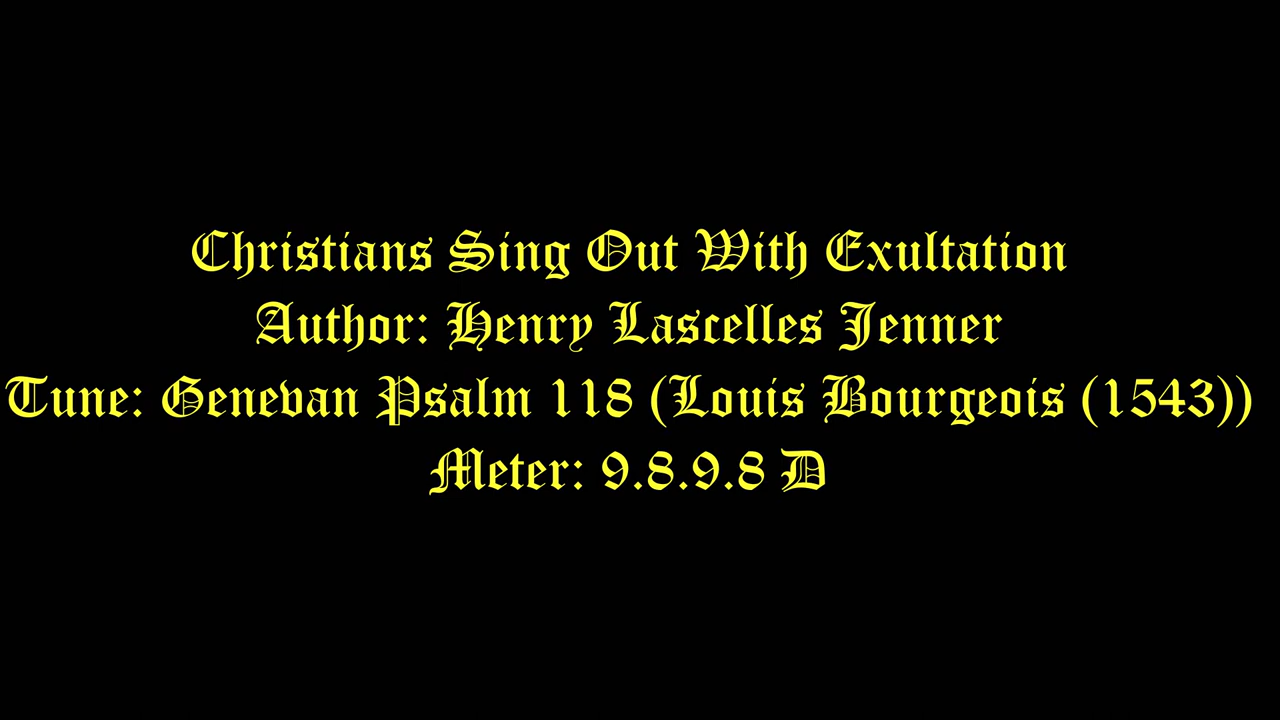 Christians Sing Out With Exultation
Author: Henry Lascelles Jenner
Tune: Genevan Psalm 118 (Louis Bourgeois (1543))
Meter: 9.8.9.8 D